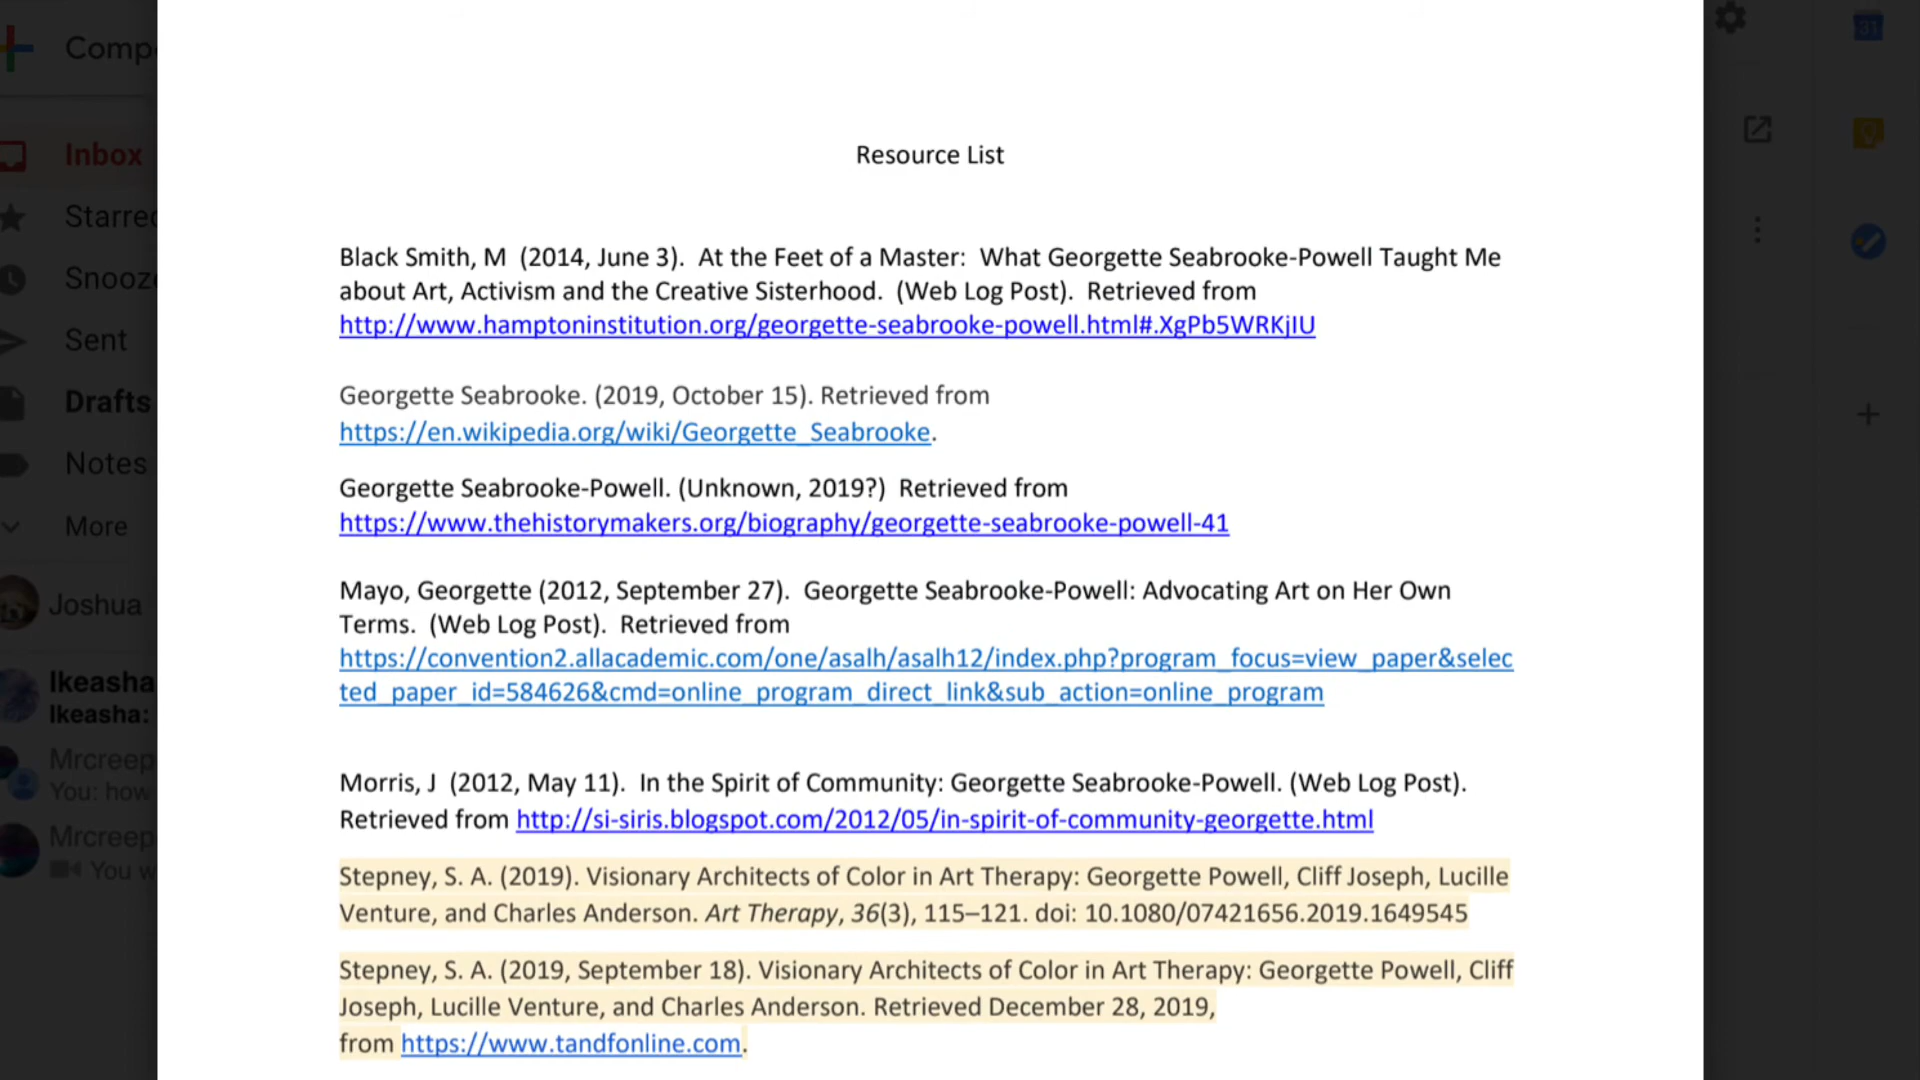 Comp
Inbox
Starred
Snooze
Sent
Drafts
Notes
More
Joshua
Ikeasha
Ikeasha:
Mrcreep
You: how
Mrcreep
You w
31
Resource List
Black Smith, M (2014, June 3). At the Feet of a Master: What Georgette Seabrooke-Powell Taught Me
about Art, Activism and the Creative Sisterhood. (Web Log Post). Retrieved from
http://www.hamptoninstitution.org/georgette-seabrooke-powell.html#.XgPb5WRKjIU
Georgette Seabrooke. (2019, October 15). Retrieved from
https://en.wikipedia.org/wiki/Georgette_Seabrooke.
Georgette Seabrooke-Powell. (Unknown, 2019?) Retrieved from
https://www.thehistorymakers.org/biography/georgette-seabrooke-powell-41
Mayo, Georgette (2012, September 27). Georgette Seabrooke-Powell: Advocating Art on Her Own
Terms. (Web Log Post). Retrieved from
https://convention2.allacademic.com/one/asalh/asalh12/index.php?program_focus=view_paper&selec
ted_paper_id=584626&cmd=online_program_direct_link&sub_action=online_program
Morris, J (2012, May 11). In the Spirit of Community: Georgette Seabrooke-Powell. (Web Log Post).
Retrieved from http://si-siris.blogspot.com/2012/05/in-spirit-of-community-georgette.html
Stepney, S. A. (2019). Visionary Architects of Color in Art Therapy: Georgette Powell, Cliff Joseph, Lucille
Venture, and Charles Anderson. Art Therapy, 36(3), 115–121. doi: 10.1080/07421656.2019.1649545
Stepney, S. A. (2019, September 18). Visionary Architects of Color in Art Therapy: Georgette Powell, Cliff
Joseph, Lucille Venture, and Charles Anderson. Retrieved December 28, 2019,
from https://www.tandfonline.com.